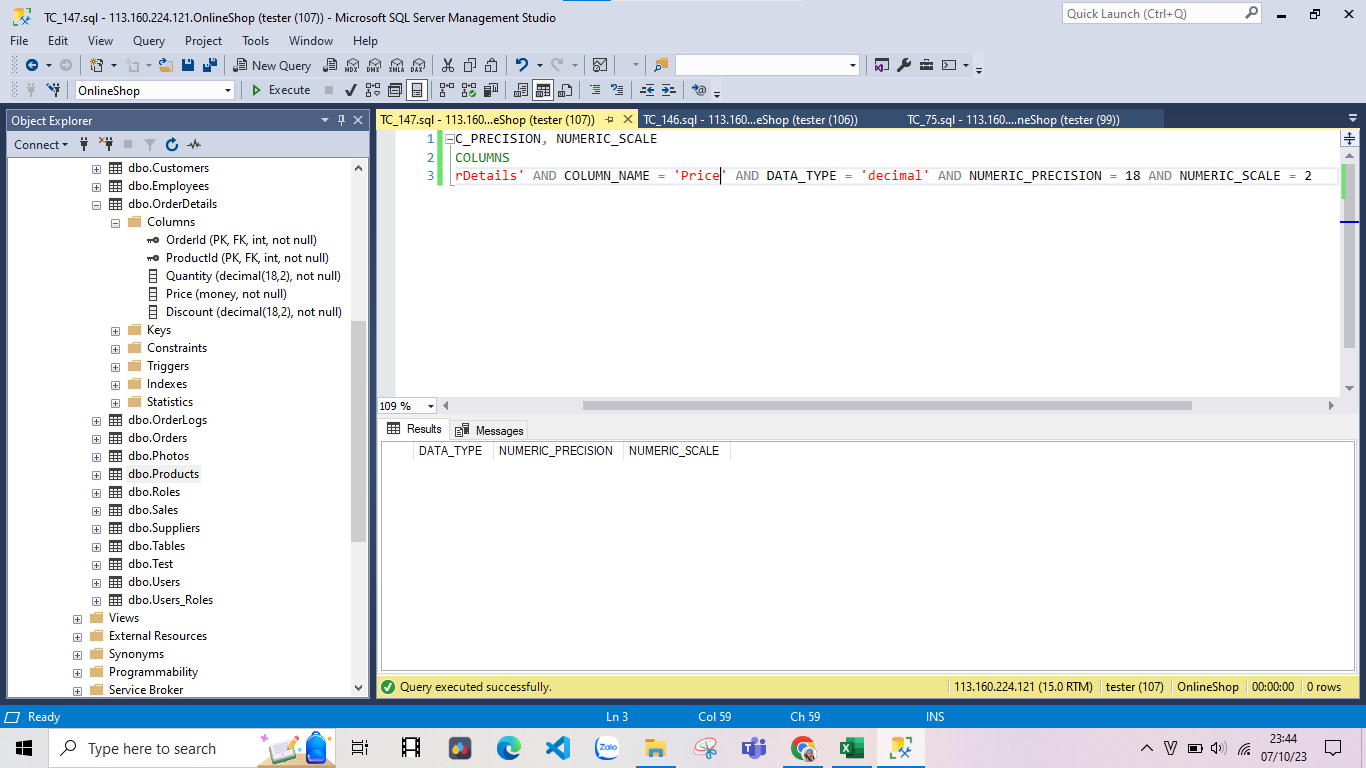 TC_147.sql - 113.160.224.121.OnlineShop (tester (107)) - Microsoft SQL Server Management Studio
Quick Launch (Ctrl+Q)
File Edit View Query Project Tools Window Help
New Query MDX DMX XMLA DAX
OnlineShop Execute
Object Explorer
Connect
dbo.Customers
dbo.Employees
dbo.OrderDetails
Columns
OrderId (PK, FK, int, not null)
ProductId (PK, FK, int, not null)
Quantity (decimal(18,2), not null)
Price (money, not null)
Discount (decimal(18,2), not null)
Keys
Constraints
Triggers
Indexes
Statistics
dbo.OrderLogs
dbo.Orders
dbo.Photos
dbo.Products
dbo.Roles
dbo.Sales
dbo.Suppliers
dbo.Tables
dbo.Test
dbo.Users
dbo.Users_Roles
Views
External Resources
Synonyms
Programmability
Service Broker
TC_147.sql - 113.160...eShop (tester (107)) TC_146.sql - 113.160...eShop (tester (106)) TC_75.sql - 113.160....neShop (tester (99))
1 C_PRECISION, NUMERIC_SCALE
2 COLUMNS
3 rDetails' AND COLUMN_NAME = 'Price' AND DATA_TYPE = 'decimal' AND NUMERIC_PRECISION = 18 AND NUMERIC_SCALE = 2
109 %
Results Messages
DATA_TYPE NUMERIC_PRECISION NUMERIC_SCALE
Query executed successfully. 113.160.224.121 (15.0 RTM) tester (107) OnlineShop 00:00:00 0 rows
Ready Ln 3 Col 59 Ch 59 INS
Type here to search Zalo V 23:44
07/10/23